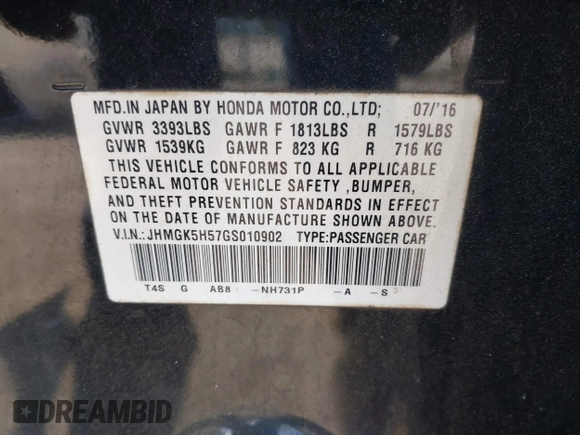 MFD.IN JAPAN BY HONDA MOTOR CO.,LTD; 07/'16
GVWR 3393LBS GAWR F 1813LBS R 1579LBS
GVWR 1539KG GAWR F 823 KG R 716 KG
THIS VEHICLE CONFORMS TO ALL APPLICABLE
FEDERAL MOTOR VEHICLE SAFETY ,BUMPER,
AND THEFT PREVENTION STANDARDS IN EFFECT
ON THE DATE OF MANUFACTURE SHOWN ABOVE.
V.I.N.: JHMGK5H57GS010902 TYPE:PASSENGER CAR
T4S G AB8 -NH731P -A -S
DREAMBID